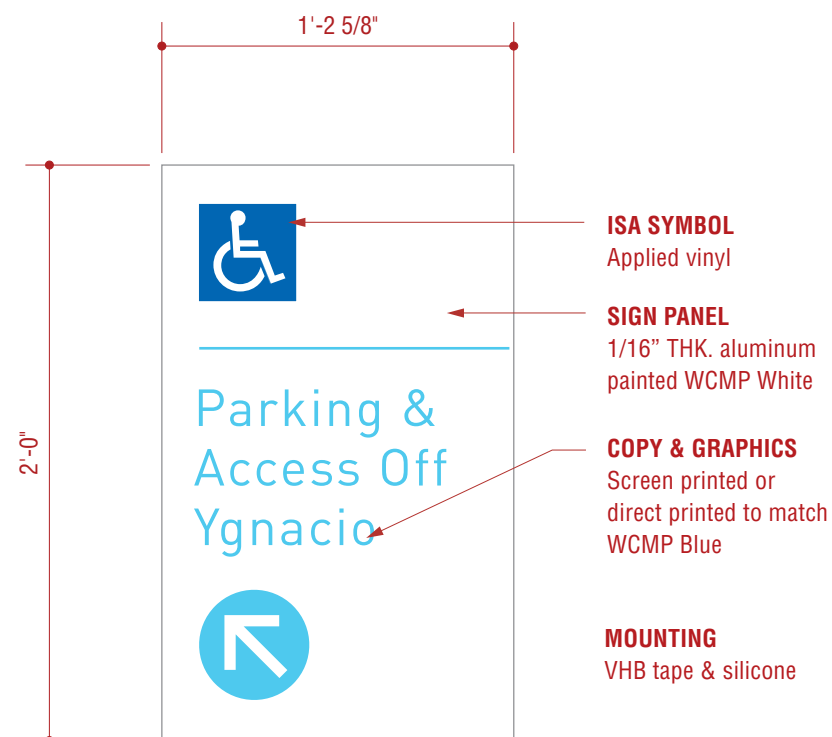 1'-2 5/8"
2'-0"
Parking &
Access Off
Ygnacio
ISA SYMBOL
Applied vinyl
SIGN PANEL
1/16” THK. aluminum
painted WCMP White
COPY & GRAPHICS
Screen printed or
direct printed to match
WCMP Blue
MOUNTING
VHB tape & silicone